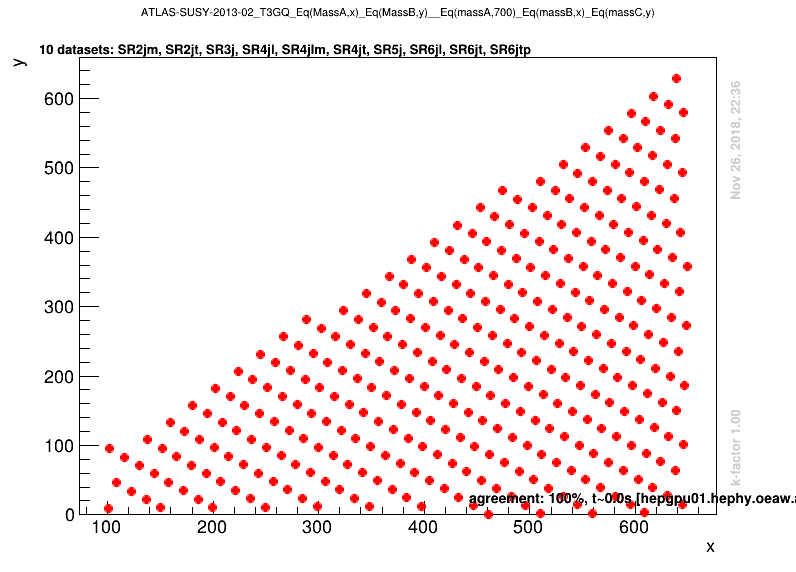 ATLAS-SUSY-2013-02_T3GQ_Eq(MassA,x)_Eq(MassB,y)__Eq(massA,700)_Eq(massB,x)_Eq(massC,y)
10 datasets: SR2jm, SR2jt, SR3j, SR4jl, SR4jlm, SR4jt, SR5j, SR6jl, SR6jt, SR6jtp
y
600
500
400
300
200
100
0
100 200 300 400 500 600
x
agreement: 100%, t~0.0s [hepgpu01.hephy.oeaw.a
Nov 26, 2018, 22:36
k-factor 1.00